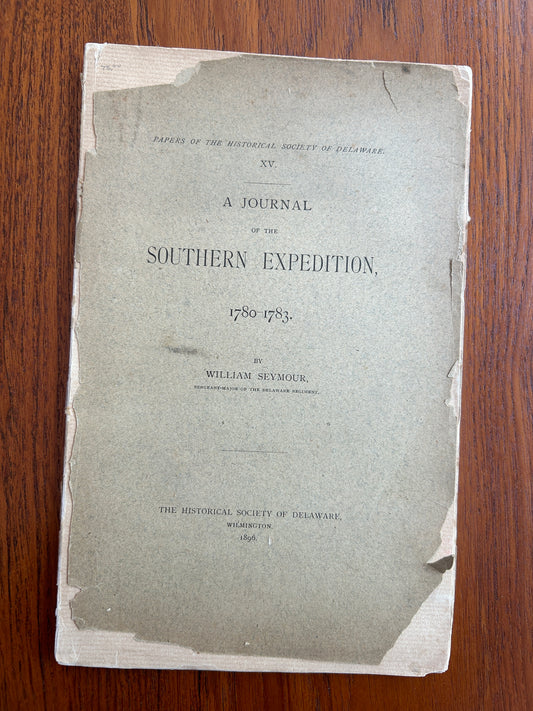 PAPERS OF THE HISTORICAL SOCIETY OF DELAWARE.
XV.
A JOURNAL
OF THE
SOUTHERN EXPEDITION,
1780–1783.
BY
WILLIAM SEYMOUR,
SERGEANT-MAJOR OF THE DELAWARE REGIMENT.
THE HISTORICAL SOCIETY OF DELAWARE,
WILMINGTON.
1896.